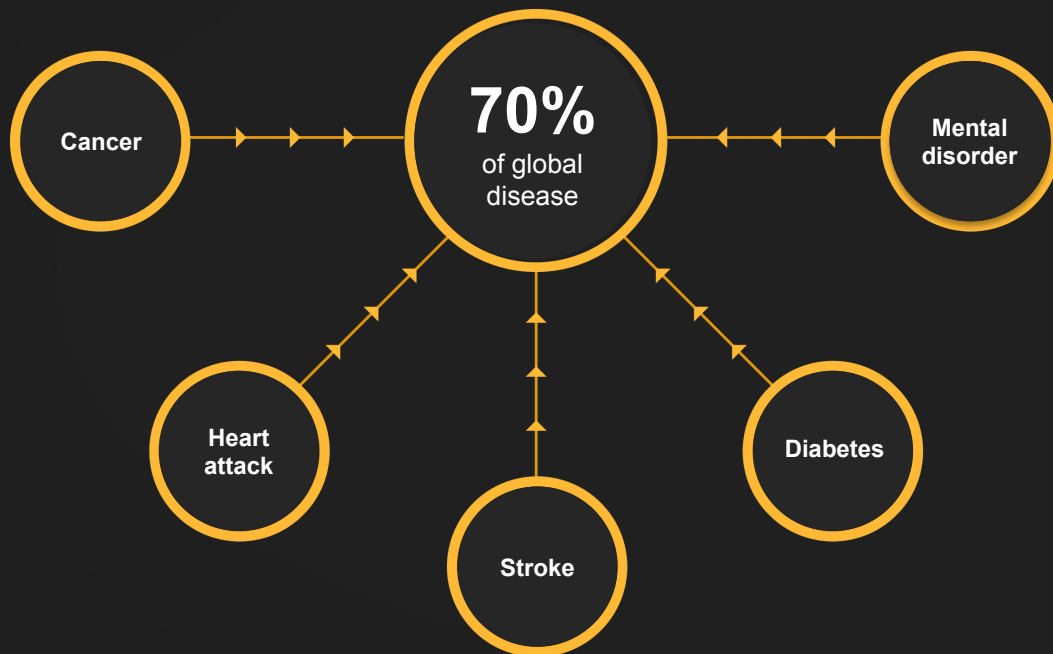 70%
of global
disease
Cancer
Mental
disorder
Heart
attack
Diabetes
Stroke